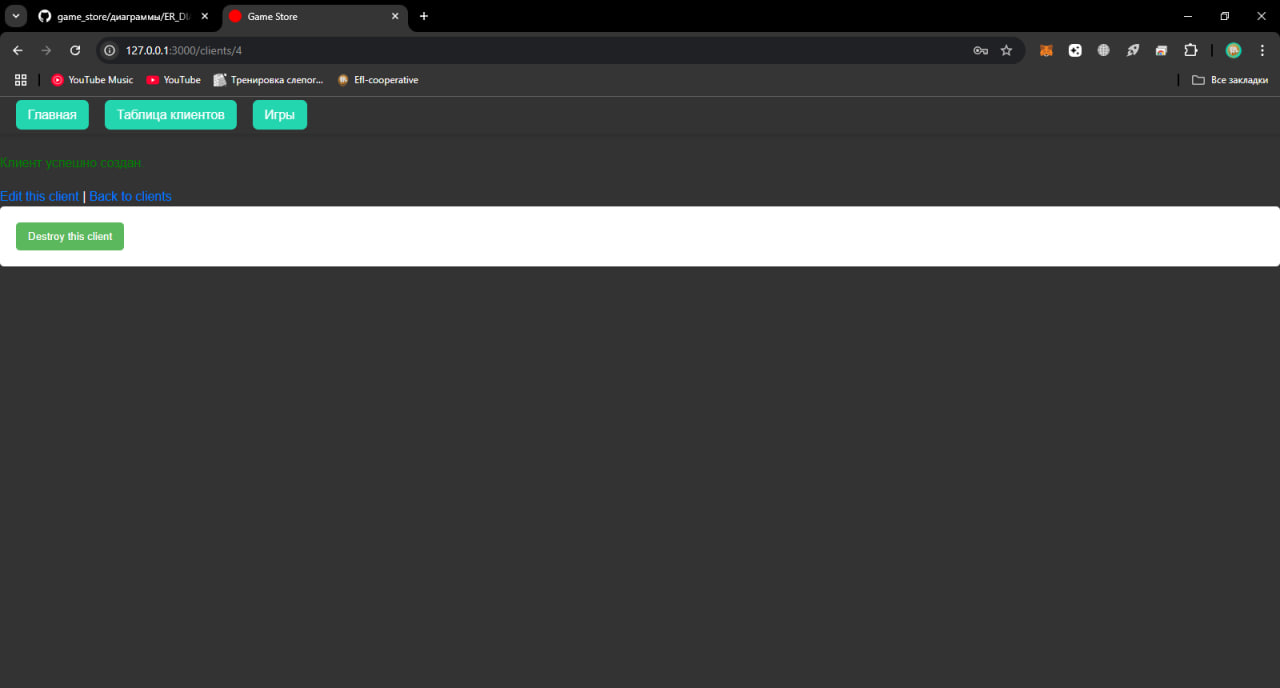 game_store/диаграммы/ER_DI
Game Store
127.0.0.1:3000/clients/4
YouTube Music
YouTube
Тренировка слепог...
Efl-cooperative
Все закладки
Главная
Таблица клиентов
Игры
Клиент успешно создан.
Edit this client | Back to clients
Destroy this client